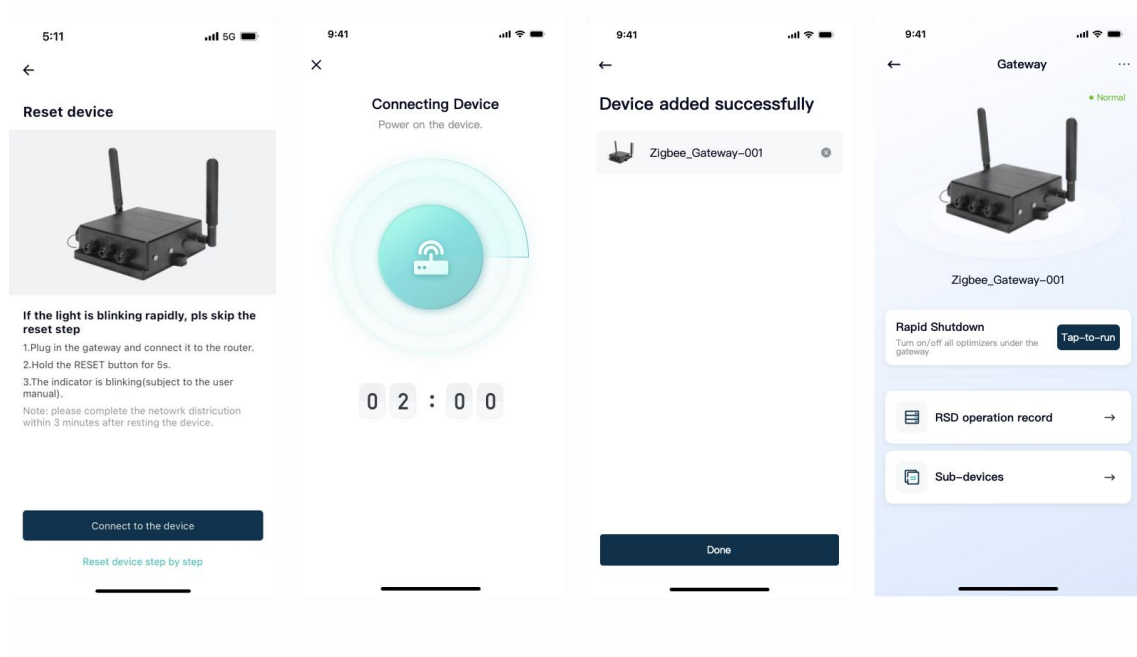 5:11
5G
Reset device
If the light is blinking rapidly, pls skip the
reset step
1.Plug in the gateway and connect it to the router.
2.Hold the RESET button for 5s.
3.The indicator is blinking(subject to the user
manual).
Note: please complete the netowrk districution
within 3 minutes after resting the device.
Connect to the device
Reset device step by step
9:41
Connecting Device
Power on the device.
02:00
9:41
Device added successfully
Zigbee_Gateway-001
Done
9:41
Gateway
Normal
Zigbee_Gateway-001
Rapid Shutdown
Turn on/off all optimizers under the
gateway
Tap-to-run
RSD operation record
Sub-devices